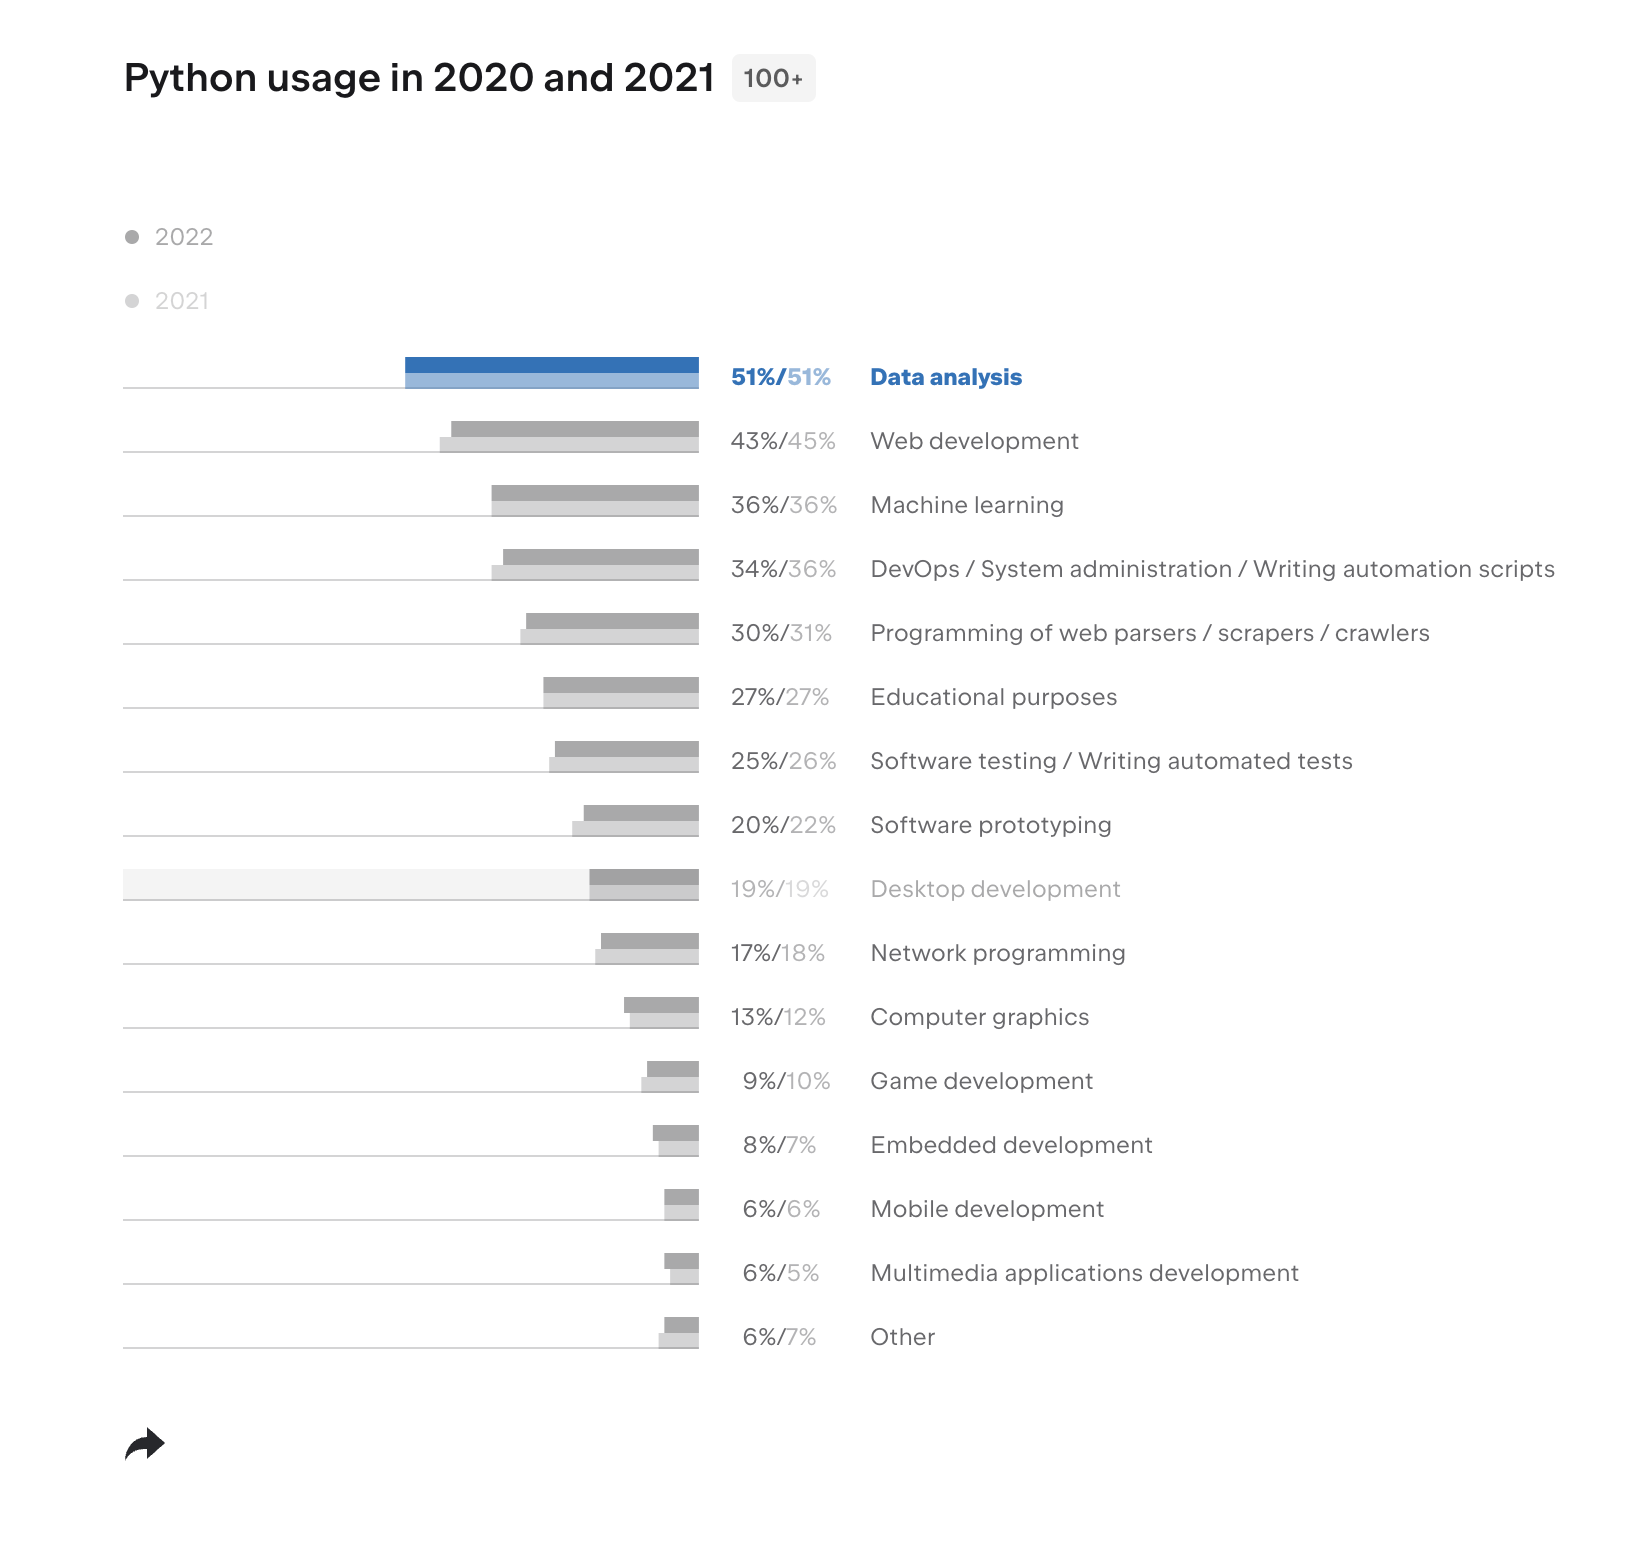 Python usage in 2020 and 2021 100+
2022
2021
51%/51% Data analysis
43%/45% Web development
36%/36% Machine learning
34%/36% DevOps / System administration / Writing automation scripts
30%/31% Programming of web parsers / scrapers / crawlers
27%/27% Educational purposes
25%/26% Software testing / Writing automated tests
20%/22% Software prototyping
19%/19% Desktop development
17%/18% Network programming
13%/12% Computer graphics
9%/10% Game development
8%/7% Embedded development
6%/6% Mobile development
6%/5% Multimedia applications development
6%/7% Other